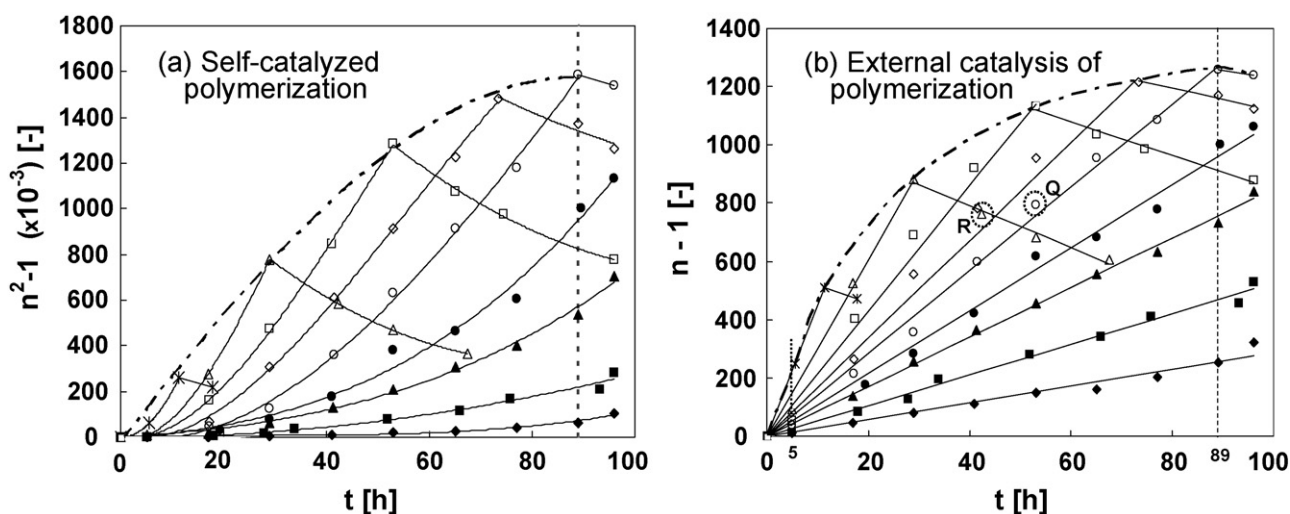 (a) Self-catalyzed
polymerization
n²-1 (x10⁻³) [-]
1800
1600
1400
1200
1000
800
600
400
200
0
0 20 40 60 80 100
t [h]
(b) External catalysis of
polymerization
n - 1 [-]
1400
1200
1000
800
600
400
200
0
R
Q
0 5 20 40 60 80 89 100
t [h]